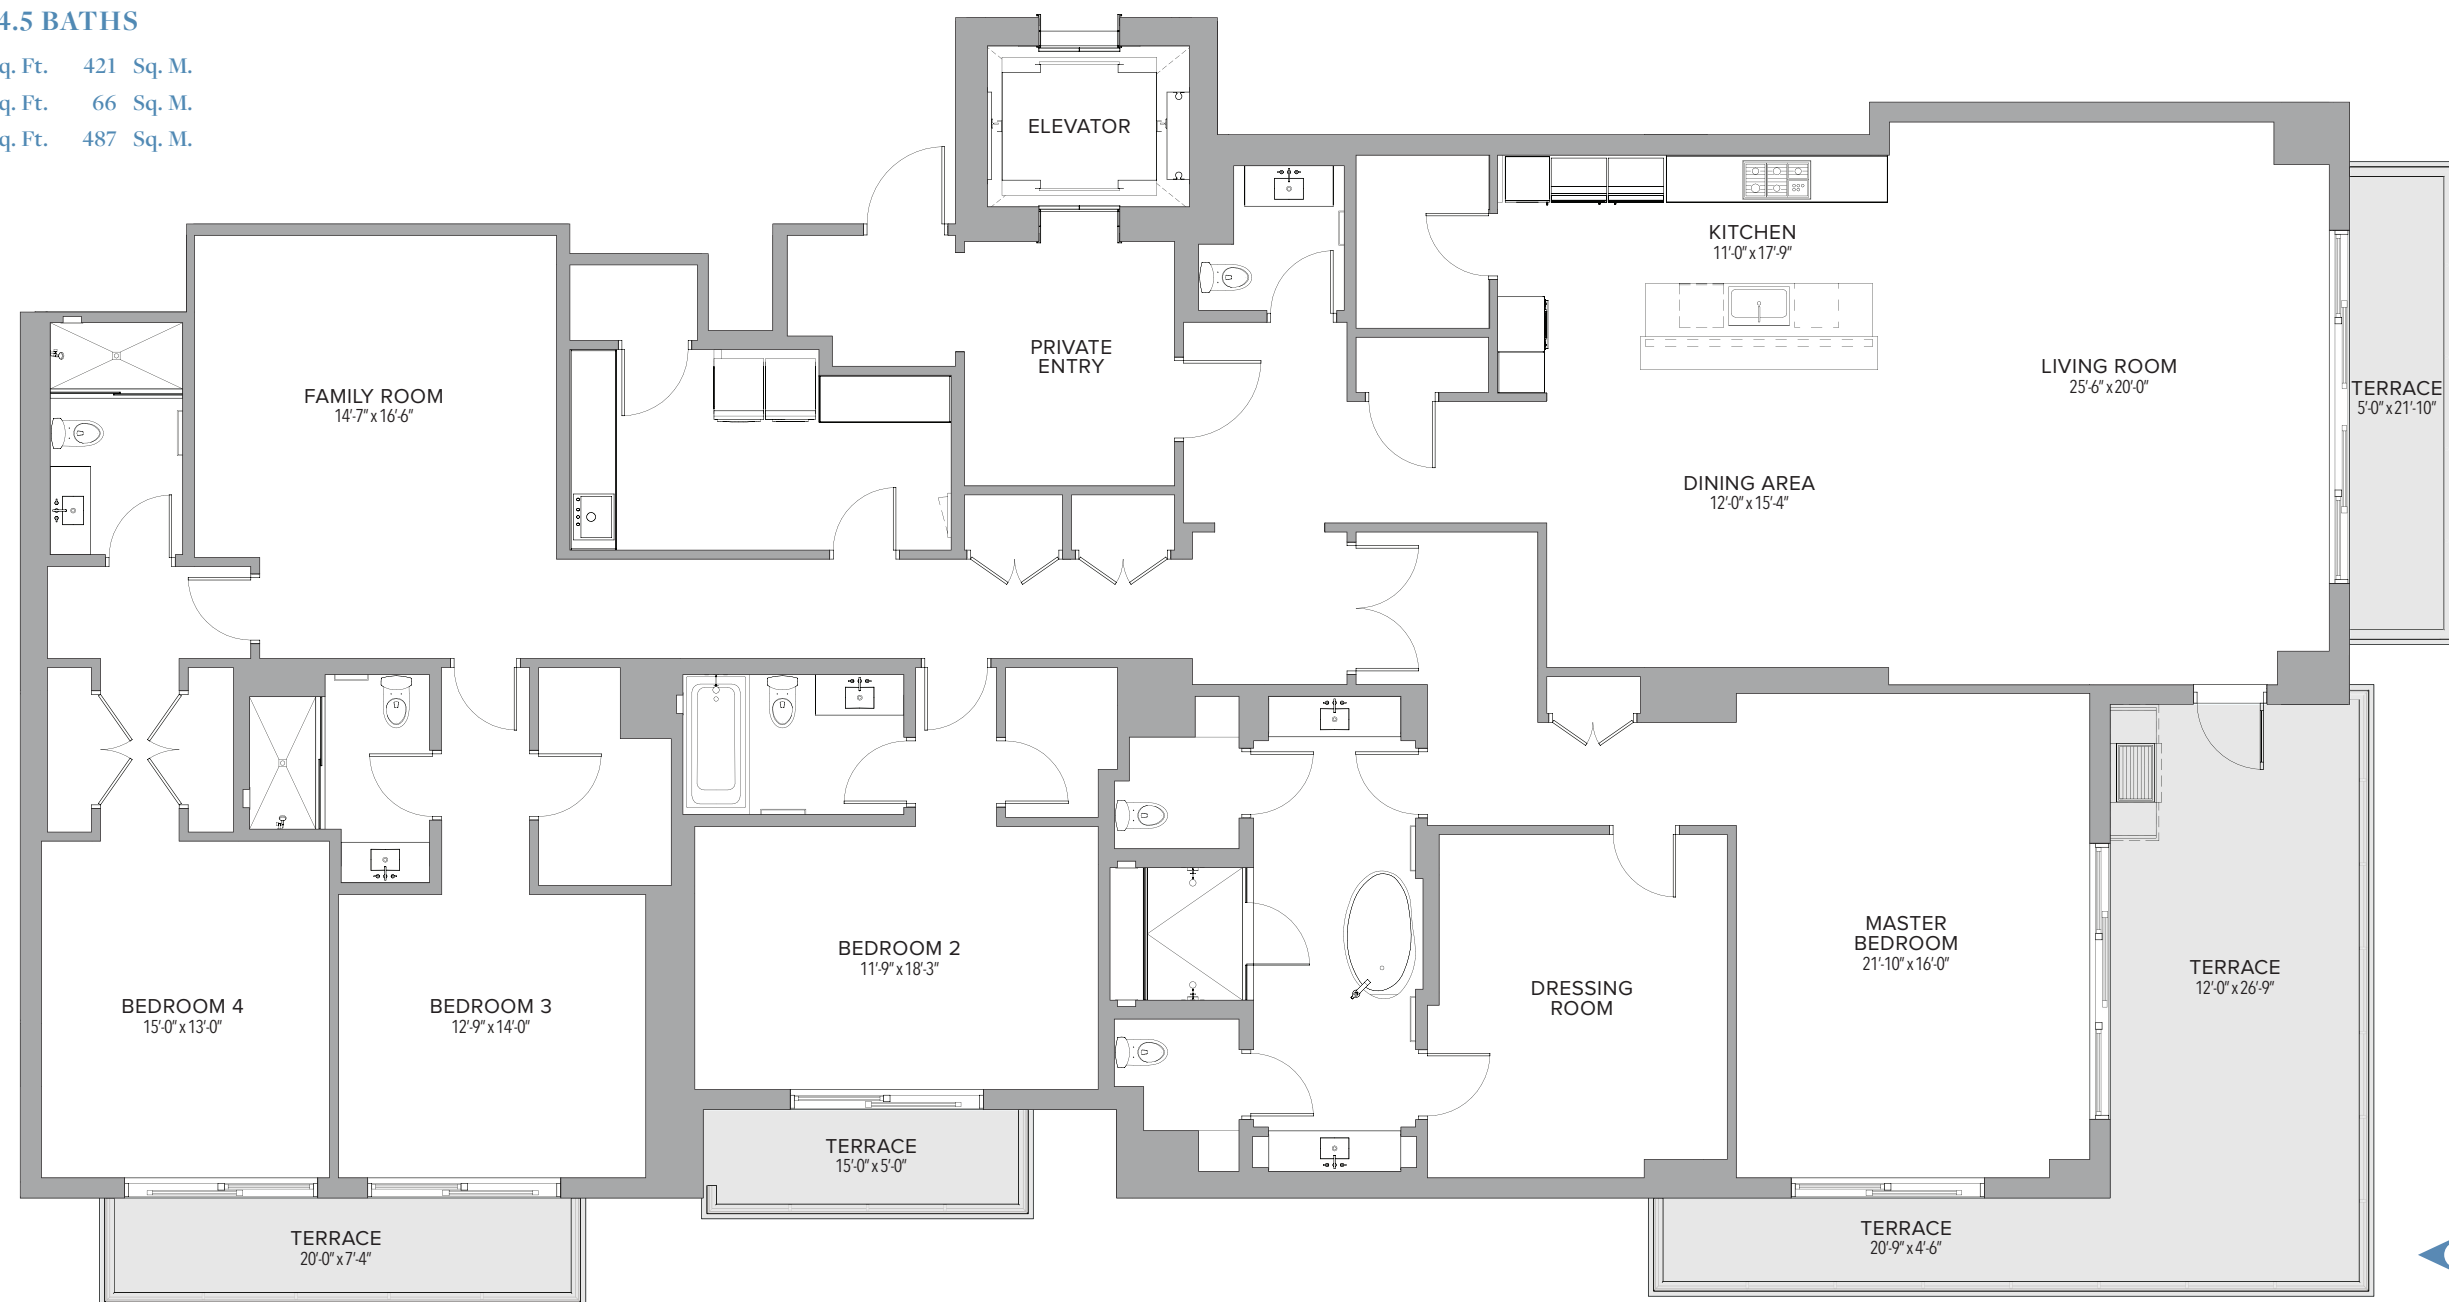 4.5 BATHS
q. Ft. 421 Sq. M.
q. Ft. 66 Sq. M.
q. Ft. 487 Sq. M.
ELEVATOR
KITCHEN
11'-0" x 17'-9"
PRIVATE
ENTRY
LIVING ROOM
25'-6" x 20'-0"
TERRACE
5'-0" x 21'-10"
FAMILY ROOM
14'-7" x 16'-6"
DINING AREA
12'-0" x 15'-4"
MASTER
BEDROOM
21'-10" x 16'-0"
BEDROOM 2
11'-9" x 18'-3"
TERRACE
12'-0" x 26'-9"
DRESSING
ROOM
BEDROOM 4
15'-0" x 13'-0"
BEDROOM 3
12'-9" x 14'-0"
TERRACE
15'-0" x 5'-0"
TERRACE
20'-0" x 7'-4"
TERRACE
20'-9" x 4'-6"